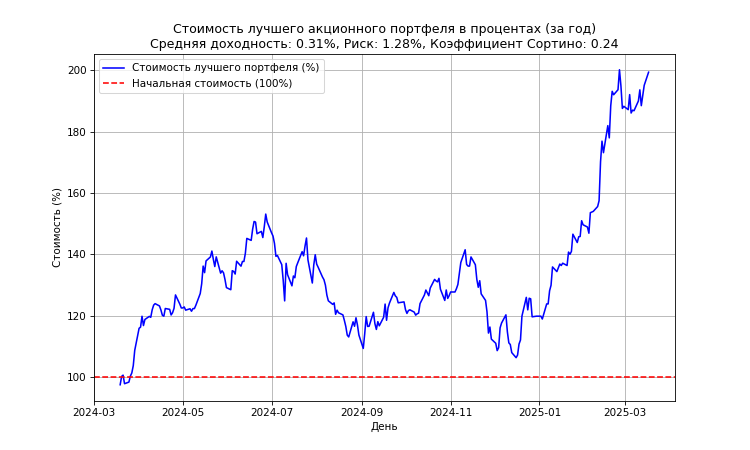 Стоимость лучшего акционного портфеля в процентах (за год)
Средняя доходность: 0.31%, Риск: 1.28%, Коэффициент Сортино: 0.24
Стоимость лучшего портфеля (%)
Начальная стоимость (100%)
Стоимость (%)
200
180
160
140
120
100
2024-03
2024-05
2024-07
2024-09
2024-11
2025-01
2025-03
День